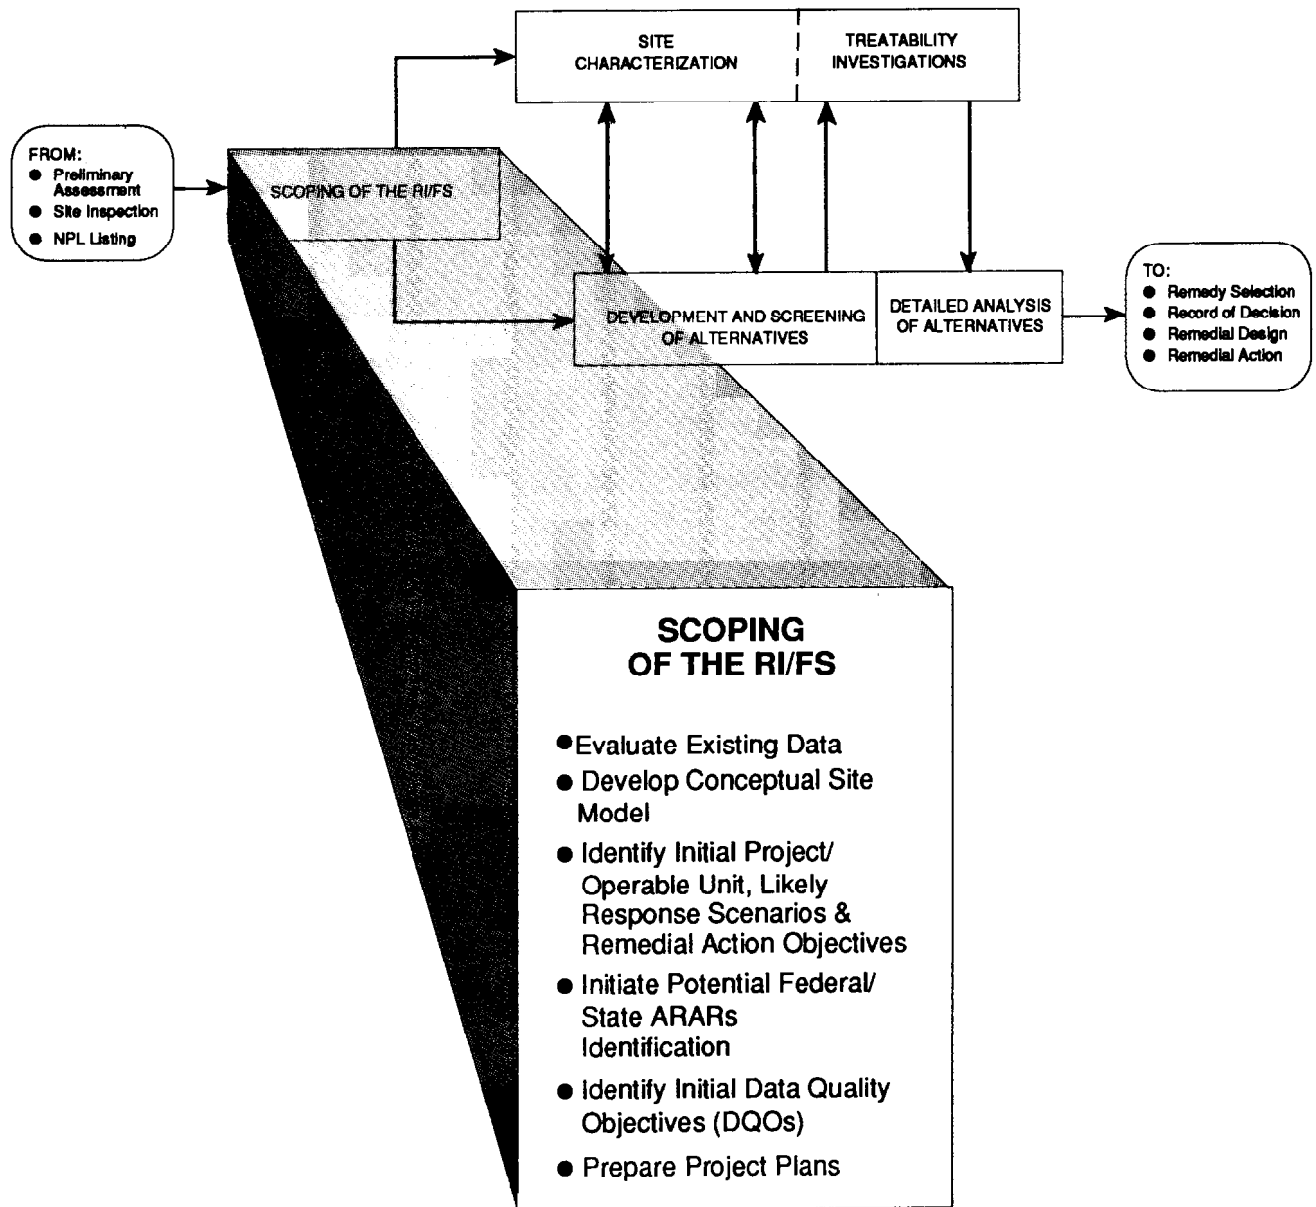 SITE
CHARACTERIZATION
TREATABILITY
INVESTIGATIONS
FROM:
● Preliminary
Assessment
● Site Inspection
● NPL Listing
SCOPING OF THE RI/FS
DEVELOPMENT AND SCREENING
OF ALTERNATIVES
DETAILED ANALYSIS
OF ALTERNATIVES
TO:
● Remedy Selection
● Record of Decision
● Remedial Design
● Remedial Action
SCOPING
OF THE RI/FS
● Evaluate Existing Data
● Develop Conceptual Site
Model
● Identify Initial Project/
Operable Unit, Likely
Response Scenarios &
Remedial Action Objectives
● Initiate Potential Federal/
State ARARs
Identification
● Identify Initial Data Quality
Objectives (DQOs)
● Prepare Project Plans